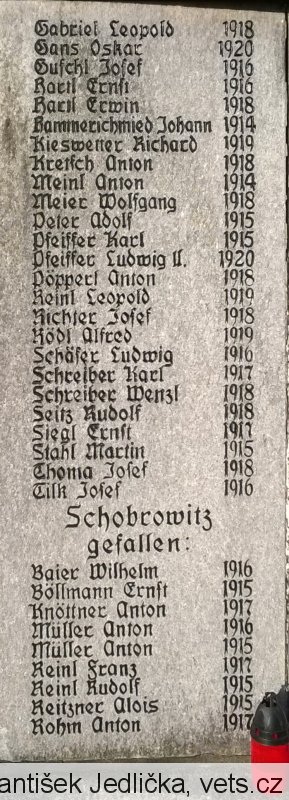 Gabriel Leopold 1918
Gans Oskar 1920
Guschl Josef 1916
Hartl Ernst 1916
Hartl Erwin 1918
Hammerschmied Johann 1914
Kieswetter Richard 1919
Kretsch Anton 1918
Meinl Anton 1914
Meier Wolfgang 1918
Peter Adolf 1915
Pfeiffer Karl 1915
Pfeiffer Ludwig II. 1920
Pöpperl Anton 1918
Reinl Leopold 1919
Richter Josef 1918
Rödl Alfred 1919
Schäfer Ludwig 1916
Schreiber Karl 1917
Schreiber Wenzl 1918
Seitz Rudolf 1918
Siegl Ernst 1917
Stahl Martin 1915
Thoma Josef 1918
Tilk Josef 1916
Schobrowitz
gefallen:
Baier Wilhelm 1916
Böllmann Ernst 1915
Knöttner Anton 1917
Müller Anton 1916
Müller Anton 1915
Reinl Franz 1917
Reinl Rudolf 1915
Reitzner Alois 1915
Rohm Anton 1917
antišek Jedlička, vets.cz